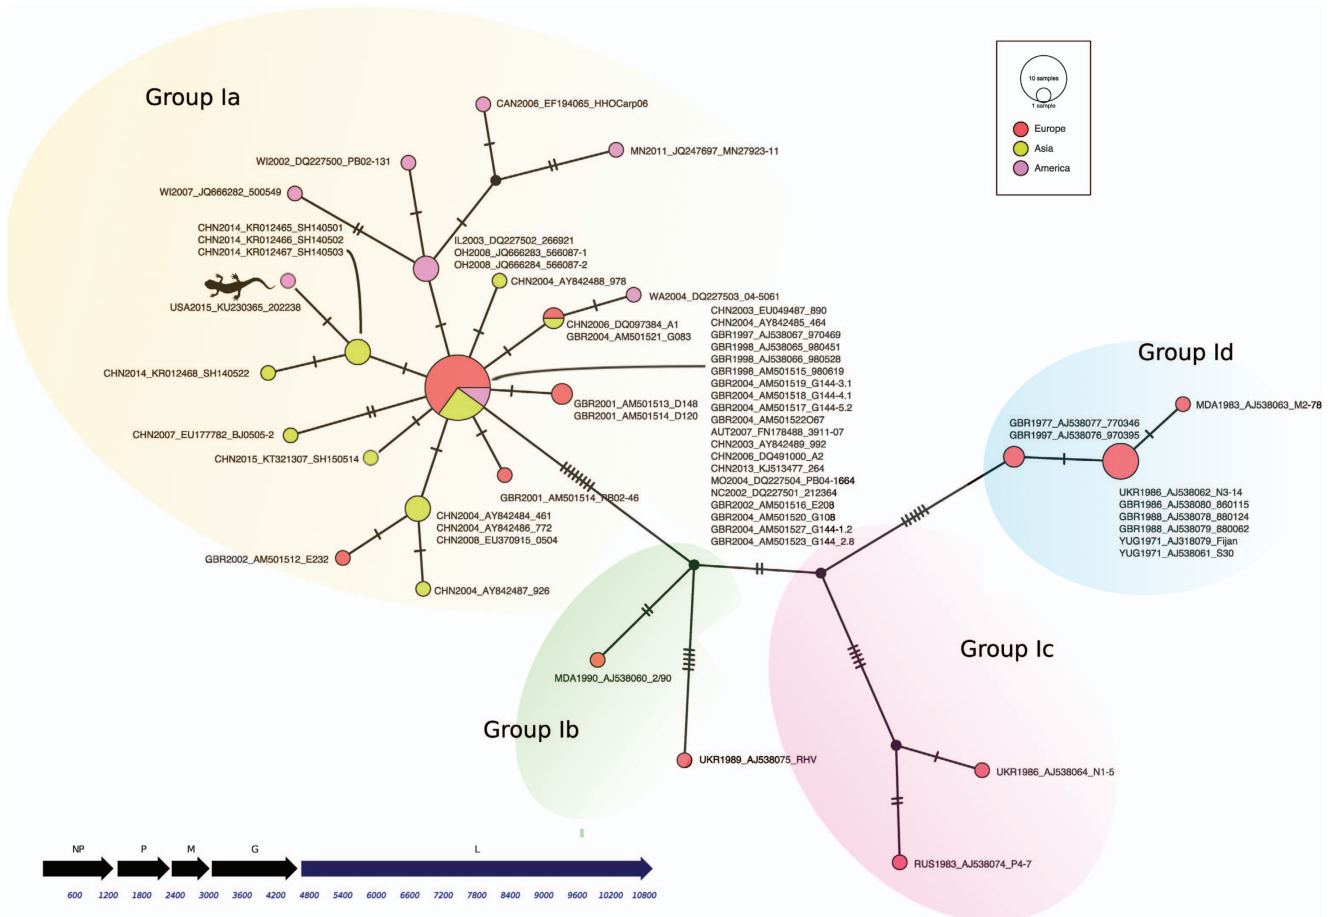 Group Ia
CAN2006_EF194065_HHOCarp06
MN2011_JQ247697_MN27923-11
WI2002_DQ227500_PB02-131
WI2007_JQ666282_500549
CHN2014_KR012465_SH140501
CHN2014_KR012466_SH140502
CHN2014_KR012467_SH140503
IL2003_DQ227502_266921
OH2008_JQ666283_566087-1
OH2008_JQ666284_566087-2
CHN2004_AY842488_978
USA2015_KU230365_202238
WA2004_DQ227503_04-5061
CHN2006_DQ097384_A1
GBR2004_AM501521_G083
CHN2014_KR012468_SH140522
GBR2001_AM501513_D148
GBR2001_AM501514_D120
CHN2007_EU177782_BJ0505-2
CHN2015_KT321307_SH150514
GBR2001_AM501514_PB02-46
CHN2004_AY842484_461
CHN2004_AY842486_772
CHN2008_EU370915_0504
GBR2002_AM501512_E232
CHN2004_AY842487_926
CHN2003_EU049487_890
CHN2004_AY842485_464
GBR1997_AJ538067_970469
GBR1998_AJ538065_980451
GBR1998_AJ538066_980528
GBR1998_AM501515_980619
GBR2004_AM501519_G144-3.1
GBR2004_AM501518_G144-4.1
GBR2004_AM501517_G144-5.2
GBR2004_AM501522O67
AUT2007_FN178488_3911-07
CHN2003_AY842489_992
CHN2006_DQ491000_A2
CHN2013_KJ513477_264
MO2004_DQ227504_PB04-1664
NC2002_DQ227501_212364
GBR2002_AM501516_E208
GBR2004_AM501520_G108
GBR2004_AM501527_G144-1.2
GBR2004_AM501523_G144_2.8
10 samples
1 sample
Europe
Asia
America
Group Id
MDA1983_AJ538063_M2-78
GBR1977_AJ538077_770346
GBR1997_AJ538076_970395
UKR1986_AJ538062_N3-14
GBR1986_AJ538080_860115
GBR1988_AJ538078_880124
GBR1988_AJ538079_880062
YUG1971_AJ318079_Fijan
YUG1971_AJ538061_S30
Group Ic
UKR1986_AJ538064_N1-5
RUS1983_AJ538074_P4-7
MDA1990_AJ538060_2/90
Group Ib
UKR1989_AJ538075_RHV
NP P M G L
600 1200 1800 2400 3000 3600 4200 4800 5400 6000 6600 7200 7800 8400 9000 9600 10200 10800